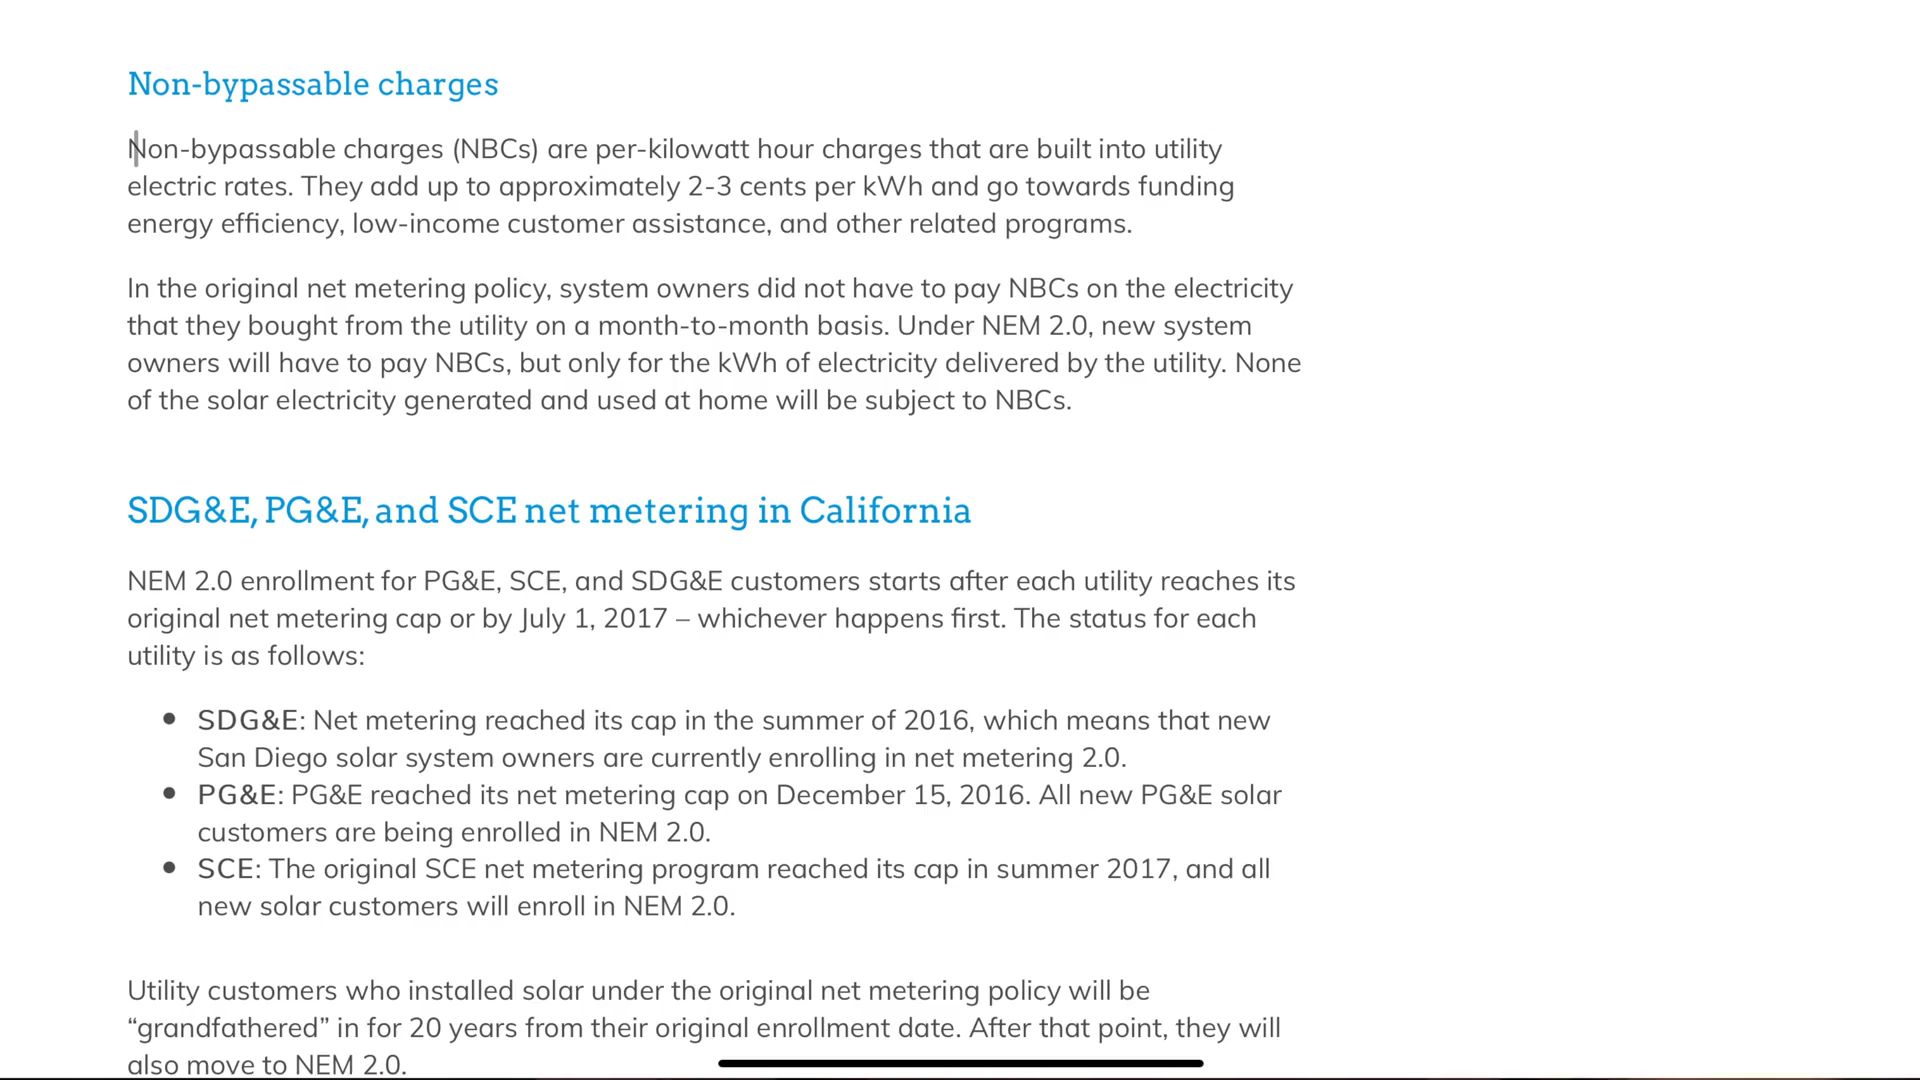 Non-bypassable charges
Non-bypassable charges (NBCs) are per-kilowatt hour charges that are built into utility
electric rates. They add up to approximately 2-3 cents per kWh and go towards funding
energy efficiency, low-income customer assistance, and other related programs.
In the original net metering policy, system owners did not have to pay NBCs on the electricity
that they bought from the utility on a month-to-month basis. Under NEM 2.0, new system
owners will have to pay NBCs, but only for the kWh of electricity delivered by the utility. None
of the solar electricity generated and used at home will be subject to NBCs.
SDG&E, PG&E, and SCE net metering in California
NEM 2.0 enrollment for PG&E, SCE, and SDG&E customers starts after each utility reaches its
original net metering cap or by July 1, 2017 – whichever happens first. The status for each
utility is as follows:
• SDG&E: Net metering reached its cap in the summer of 2016, which means that new
San Diego solar system owners are currently enrolling in net metering 2.0.
• PG&E: PG&E reached its net metering cap on December 15, 2016. All new PG&E solar
customers are being enrolled in NEM 2.0.
• SCE: The original SCE net metering program reached its cap in summer 2017, and all
new solar customers will enroll in NEM 2.0.
Utility customers who installed solar under the original net metering policy will be
“grandfathered” in for 20 years from their original enrollment date. After that point, they will
also move to NEM 2.0.